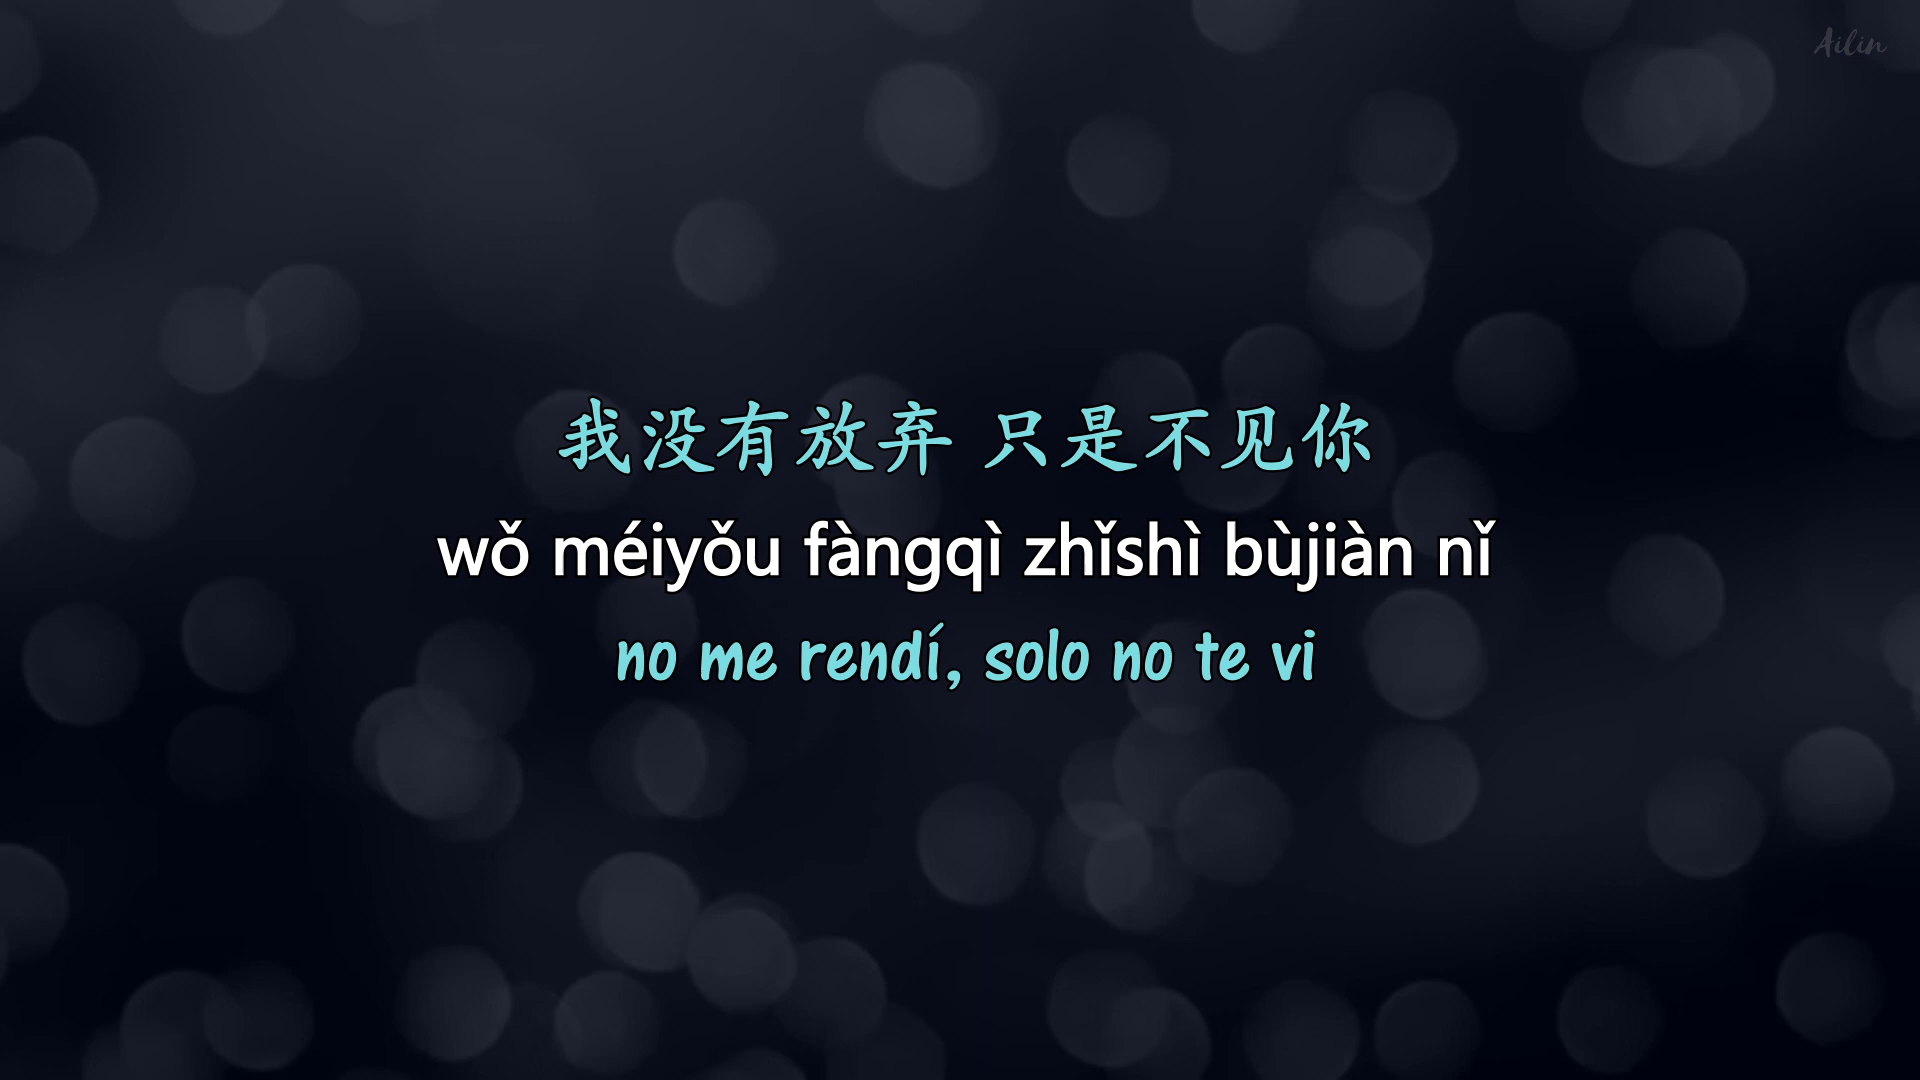 Ailin
我没有放弃 只是不见你
wǒ méiyǒu fàngqì zhǐshì bùjiàn nǐ
no me rendí, solo no te vi